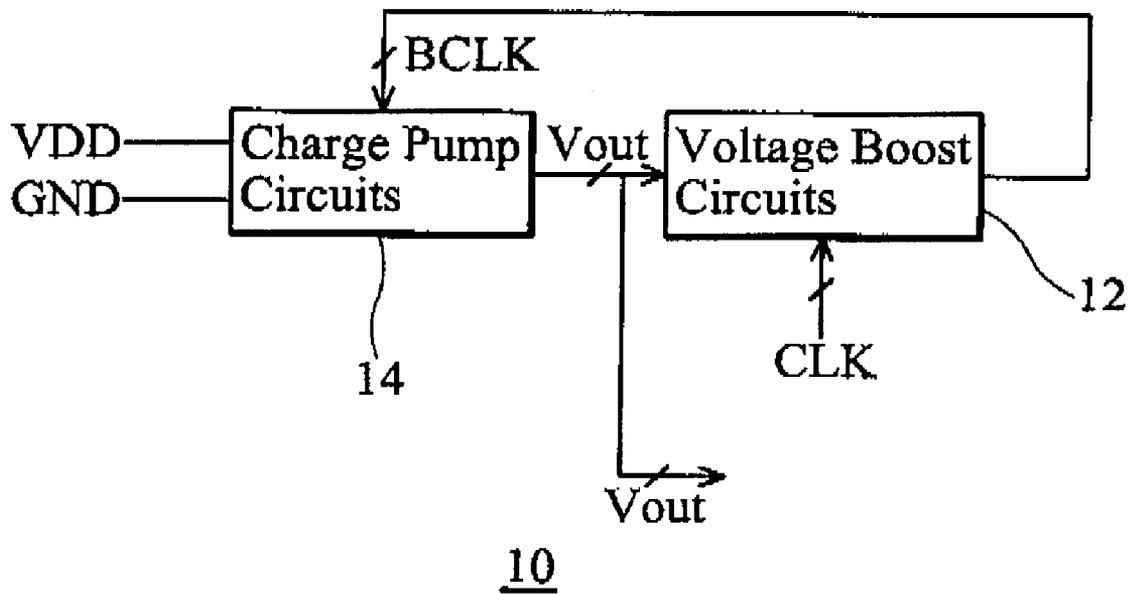 BCLK
VDD
GND
Charge Pump
Circuits
Vout
Voltage Boost
Circuits
12
14
CLK
Vout
10